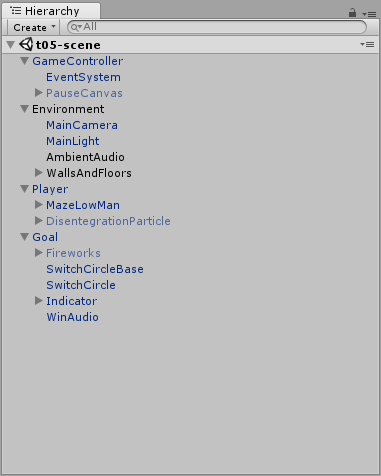 Hierarchy
Create All
t05-scene
GameController
EventSystem
PauseCanvas
Environment
MainCamera
MainLight
AmbientAudio
WallsAndFloors
Player
MazeLowMan
DisentegrationParticle
Goal
Fireworks
SwitchCircleBase
SwitchCircle
Indicator
WinAudio